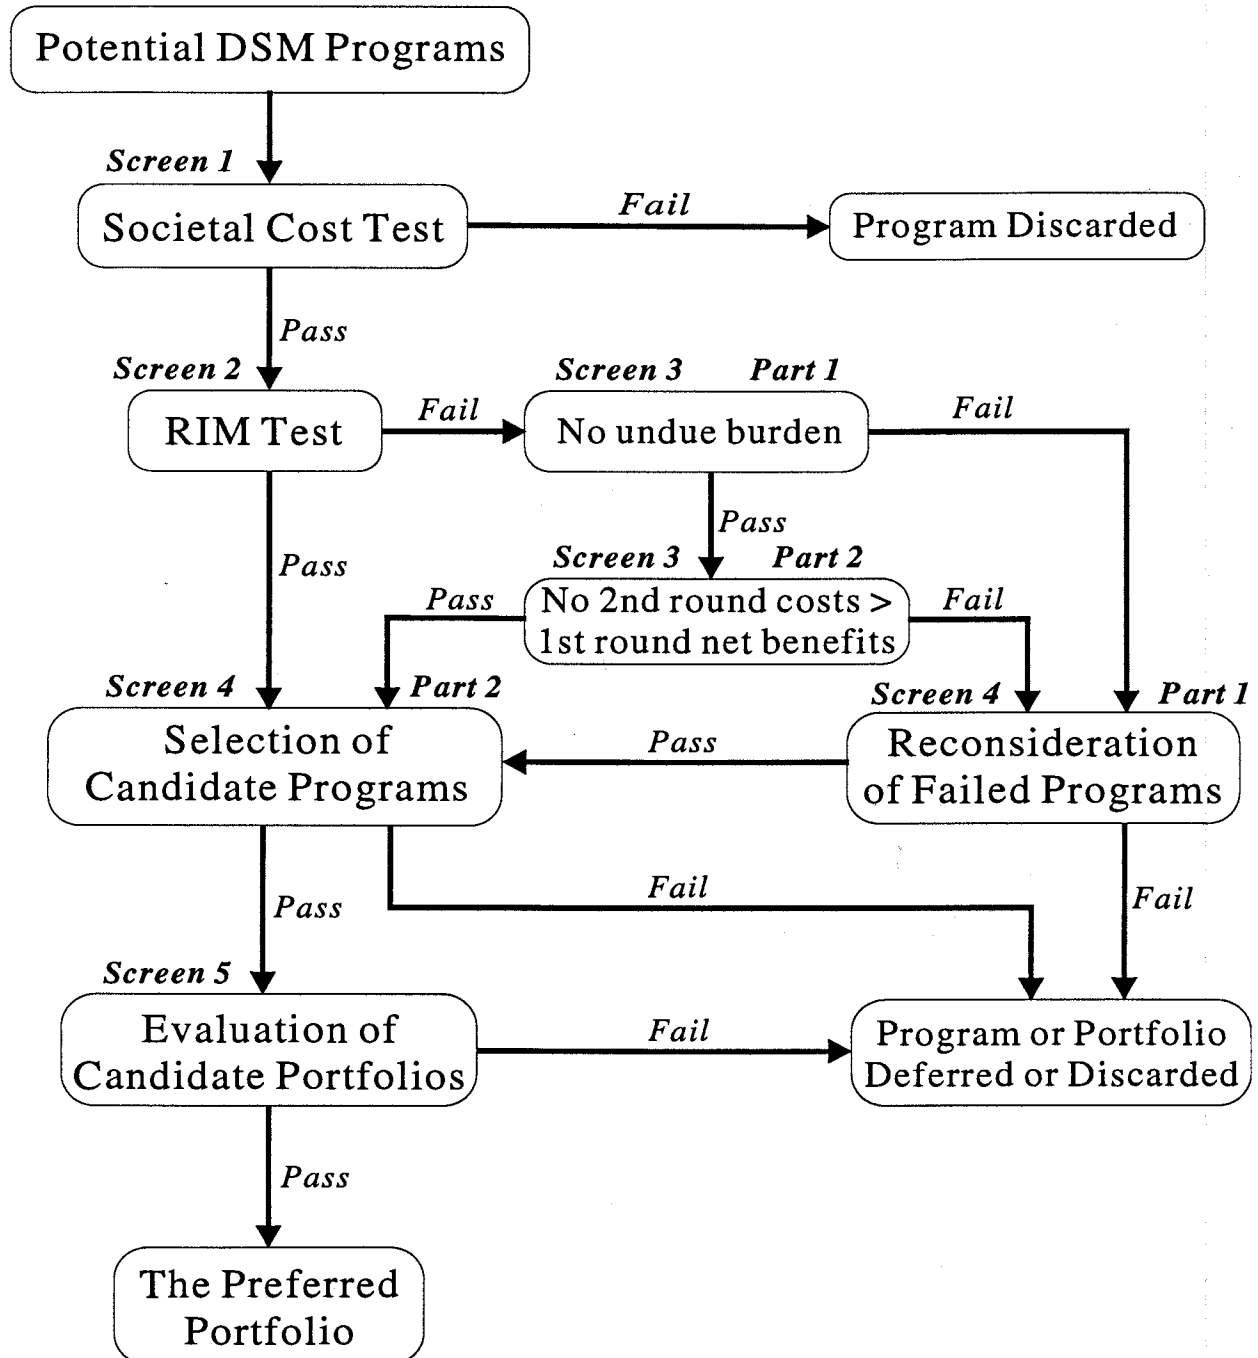 Potential DSM Programs
Screen 1
Societal Cost Test
Fail
Program Discarded
Pass
Screen 2
RIM Test
Fail
Screen 3 Part 1
No undue burden
Fail
Pass
Pass
Screen 3 Part 2
No 2nd round costs >
1st round net benefits
Pass
Fail
Screen 4 Part 2
Selection of
Candidate Programs
Pass
Screen 4 Part 1
Reconsideration
of Failed Programs
Fail
Pass
Fail
Screen 5
Evaluation of
Candidate Portfolios
Fail
Program or Portfolio
Deferred or Discarded
Pass
The Preferred
Portfolio